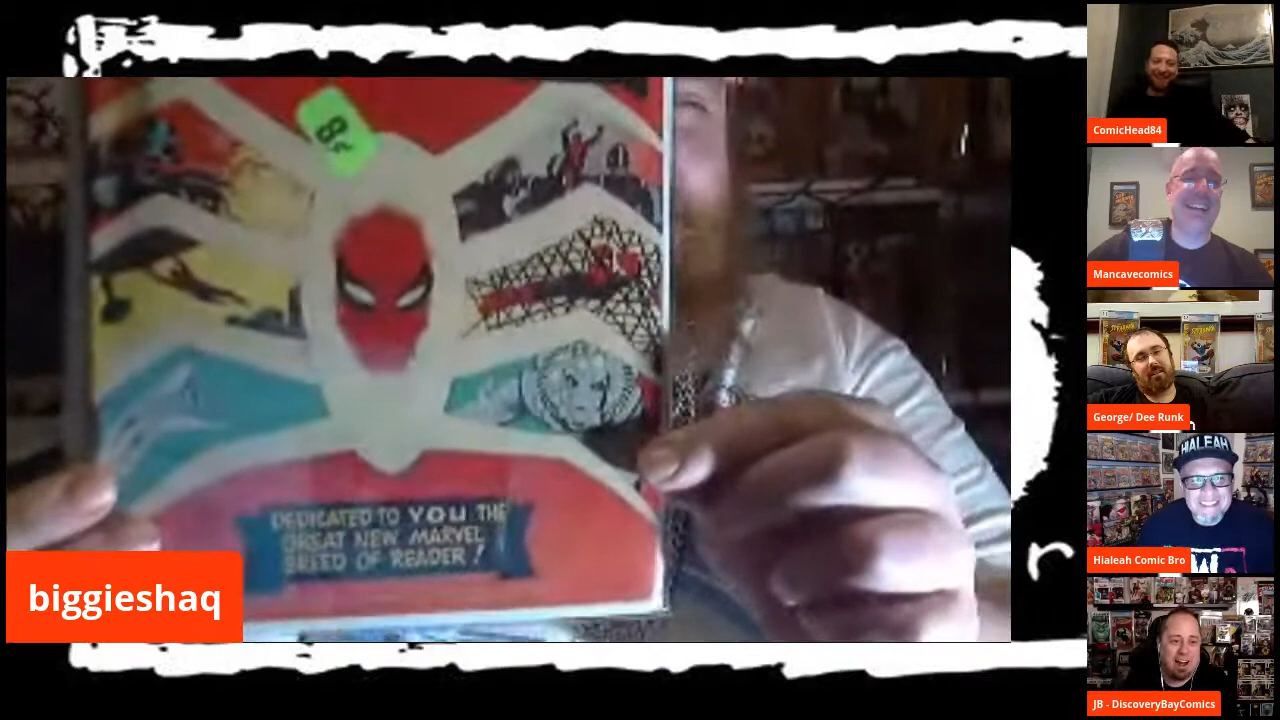 8¢
DEDICATED TO YOU THE
GREAT NEW MARVEL
BREED OF READER!
biggieshaq
ComicHead84
Mancavecomics
George/ Dee Runk
HIALEAH
Hialeah Comic Bro
JB - DiscoveryBayComics